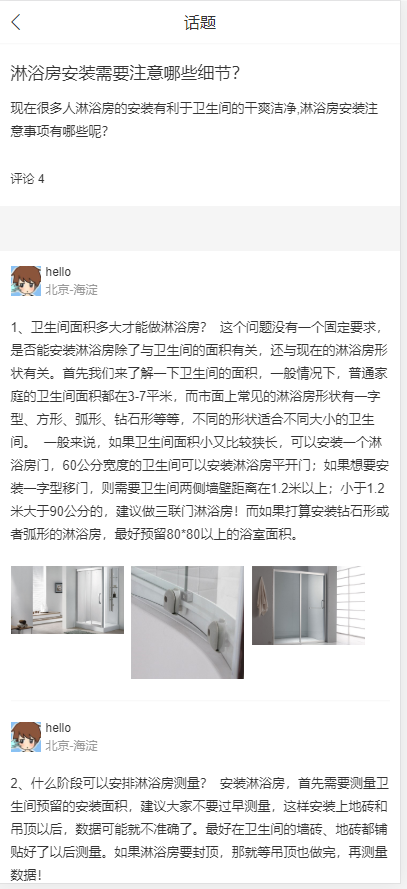 话题
淋浴房安装需要注意哪些细节?
现在很多人淋浴房的安装有利于卫生间的干爽洁净,淋浴房安装注
意事项有哪些呢?
评论 4
hello
北京-海淀
1、卫生间面积多大才能做淋浴房? 这个问题没有一个固定要求，
是否能安装淋浴房除了与卫生间的面积有关，还与现在的淋浴房形
状有关。首先我们来了解一下卫生间的面积，一般情况下，普通家
庭的卫生间面积都在3-7平米，而市面上常见的淋浴房形状有一字
型、方形、弧形、钻石形等等，不同的形状适合不同大小的卫生
间。 一般来说，如果卫生间面积小又比较狭长，可以安装一个淋
浴房门，60公分宽度的卫生间可以安装淋浴房平开门；如果想要安
装一字型移门，则需要卫生间两侧墙壁距离在1.2米以上；小于1.2
米大于90公分的，建议做三联门淋浴房！而如果打算安装钻石形或
者弧形的淋浴房，最好预留80*80以上的浴室面积。
hello
北京-海淀
2、什么阶段可以安排淋浴房测量? 安装淋浴房，首先需要测量卫
生间预留的安装面积，建议大家不要过早测量，这样安装上地砖和
吊顶以后，数据可能就不准确了。最好在卫生间的墙砖、地砖都铺
贴好了以后测量。如果淋浴房要封顶，那就等吊顶也做完，再测量
数据！